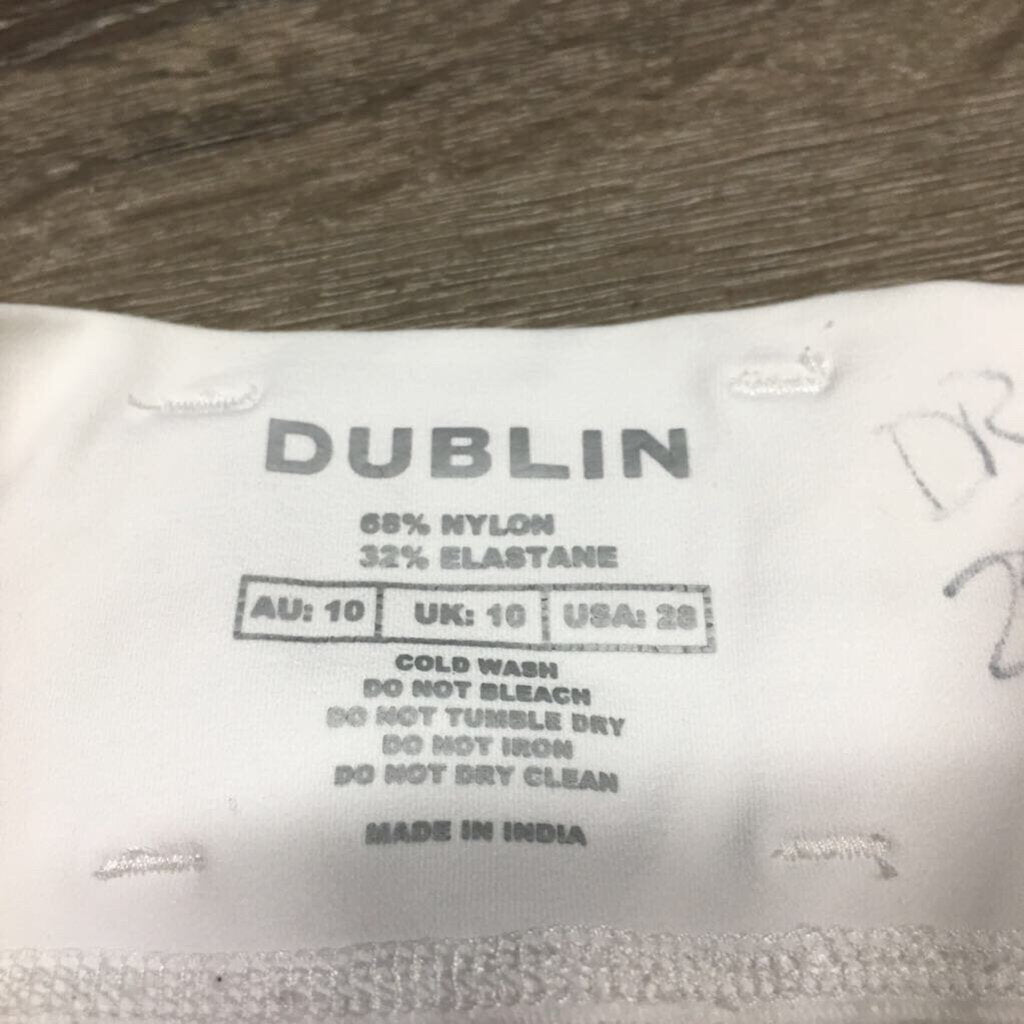 DUBLIN
68% NYLON
32% ELASTANE
AU: 10 UK: 10 USA: 28
COLD WASH
DO NOT BLEACH
DO NOT TUMBLE DRY
DO NOT IRON
DO NOT DRY CLEAN
MADE IN INDIA